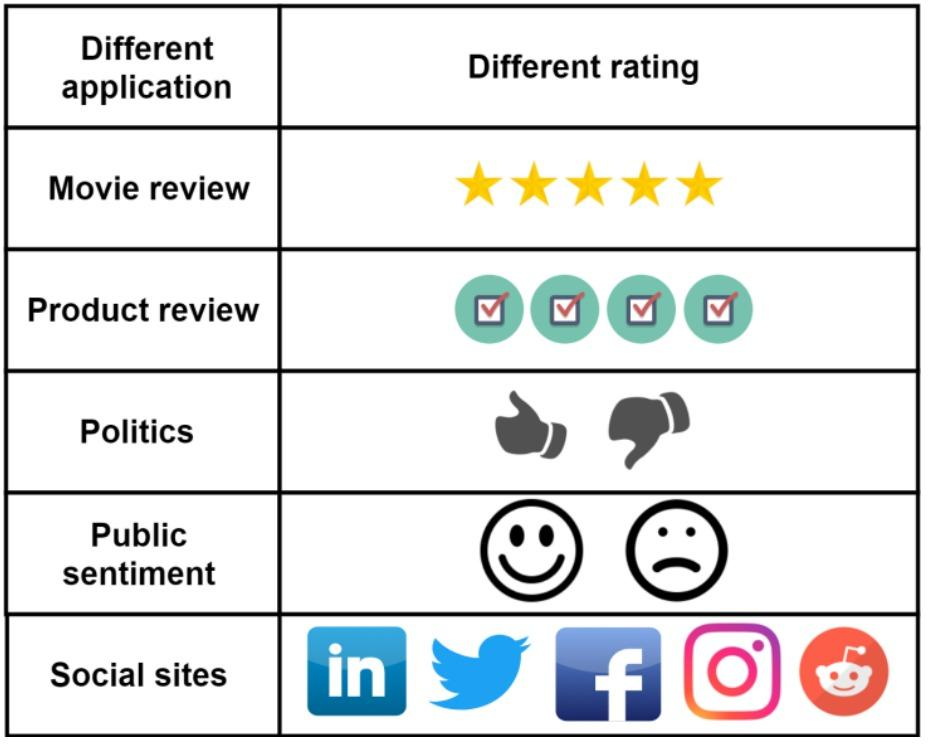 Different
application
Different rating
Movie review
Product review
Politics
Public
sentiment
Social sites
in
f